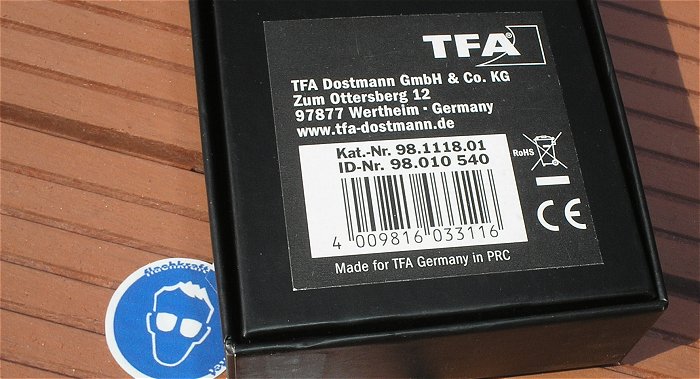 TFA®
TFA Dostmann GmbH & Co. KG
Zum Ottersberg 12
97877 Wertheim · Germany
www.tfa-dostmann.de
Kat.-Nr. 98.1118.01
ID-Nr. 98.010 540
RoHS
CE
4 009816 033116
Made for TFA Germany in PRC
flachkraft